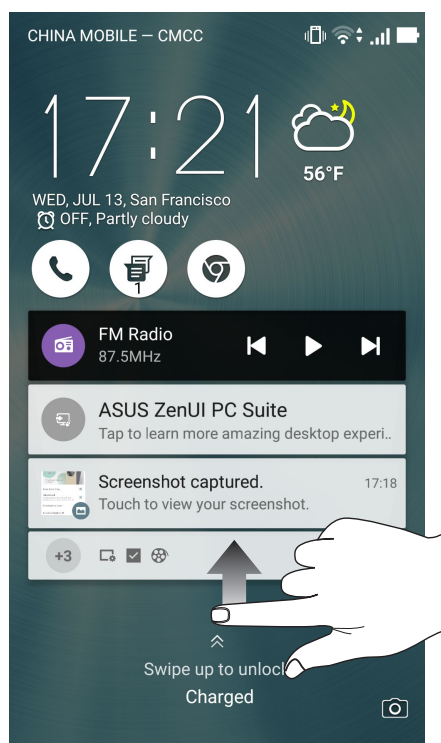 CHINA MOBILE — CMCC
17:21
56°F
WED, JUL 13, San Francisco
OFF, Partly cloudy
1
FM Radio
87.5MHz
ASUS ZenUI PC Suite
Tap to learn more amazing desktop experi..
Screenshot captured. 17:18
Touch to view your screenshot.
+3
Swipe up to unloc
Charged